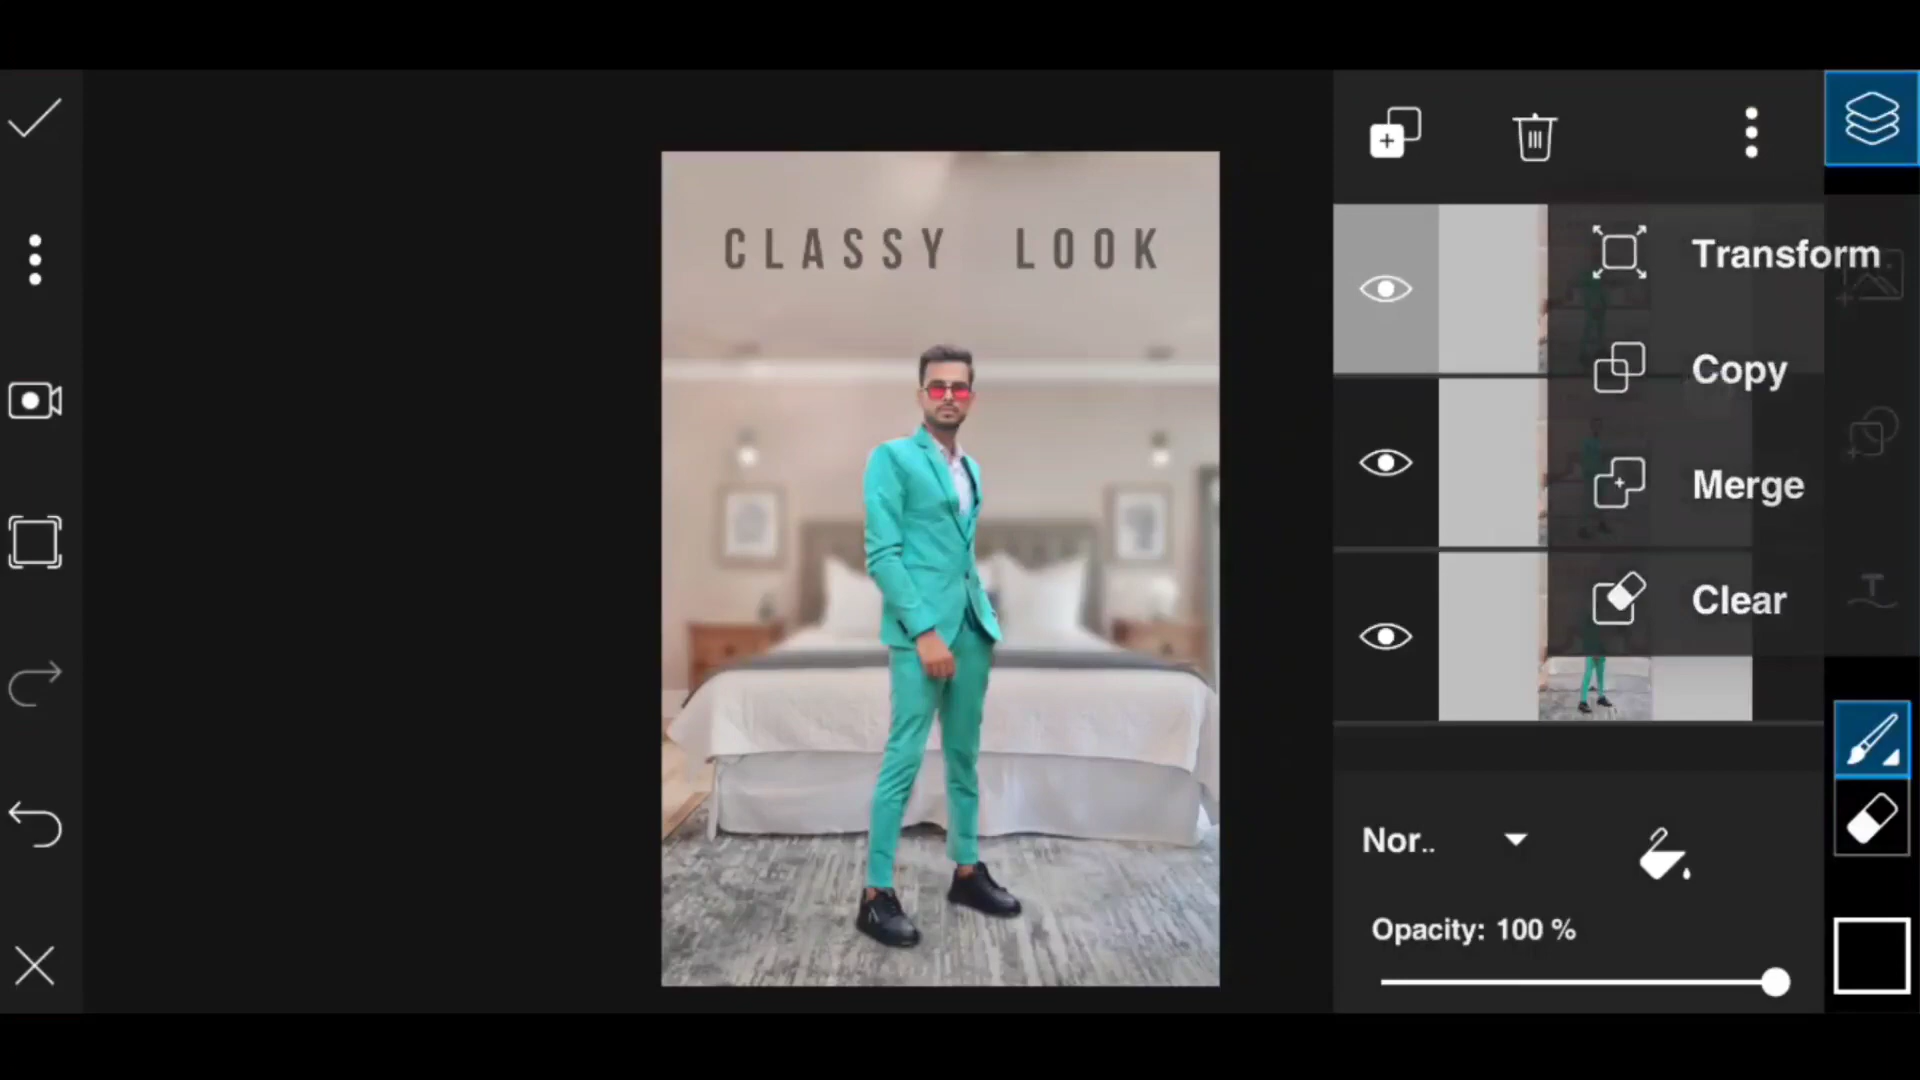 CLASSY LOOK
Transform
Copy
Merge
Clear
Nor..
Opacity: 100 %